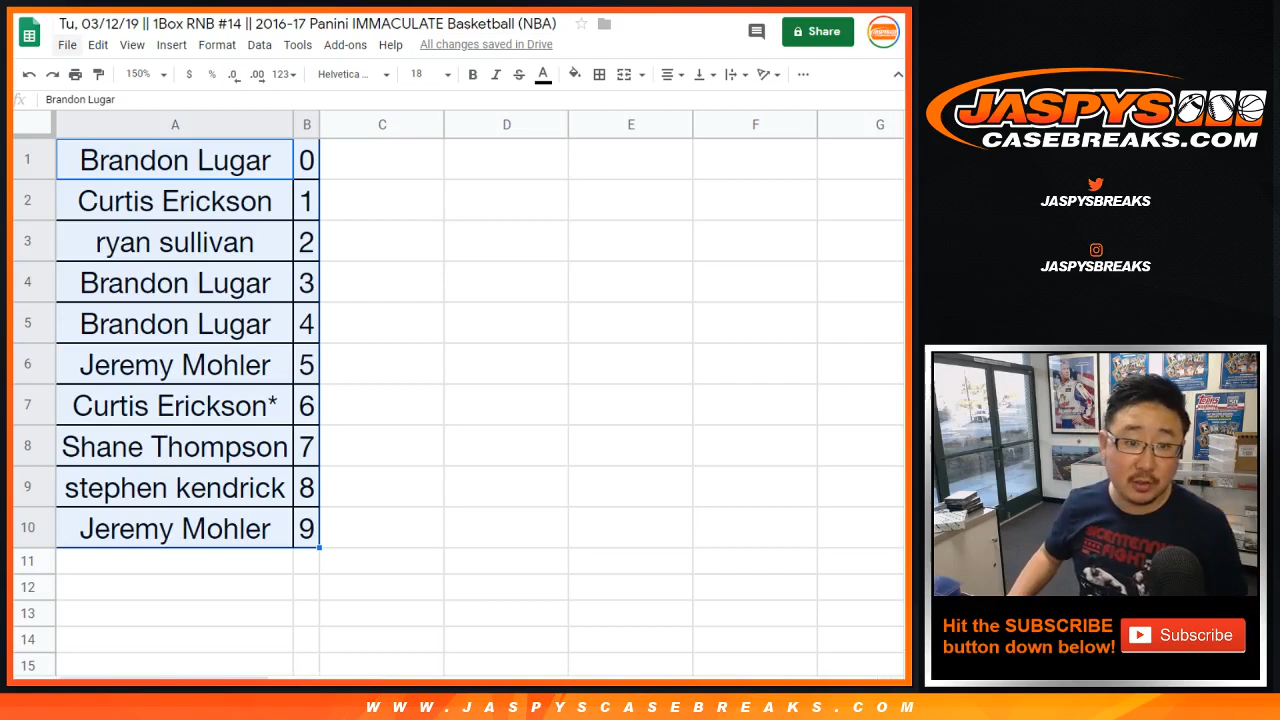 Tu, 03/12/19 || 1Box RNB #14 || 2016-17 Panini IMMACULATE Basketball (NBA)
File Edit View Insert Format Data Tools Add-ons Help All changes saved in Drive
Share
150% $ % .0 .00 123 Helvetica ... 18 B I S A
fx Brandon Lugar
A B C D E F G
1 Brandon Lugar 0
2 Curtis Erickson 1
3 ryan sullivan 2
4 Brandon Lugar 3
5 Brandon Lugar 4
6 Jeremy Mohler 5
7 Curtis Erickson* 6
8 Shane Thompson 7
9 stephen kendrick 8
10 Jeremy Mohler 9
11
12
13
14
15
JASPYS
CASEBREAKS.COM
JASPYSBREAKS
JASPYSBREAKS
Hit the SUBSCRIBE
button down below!
Subscribe
WWW.JASPYSCASEBREAKS.COM